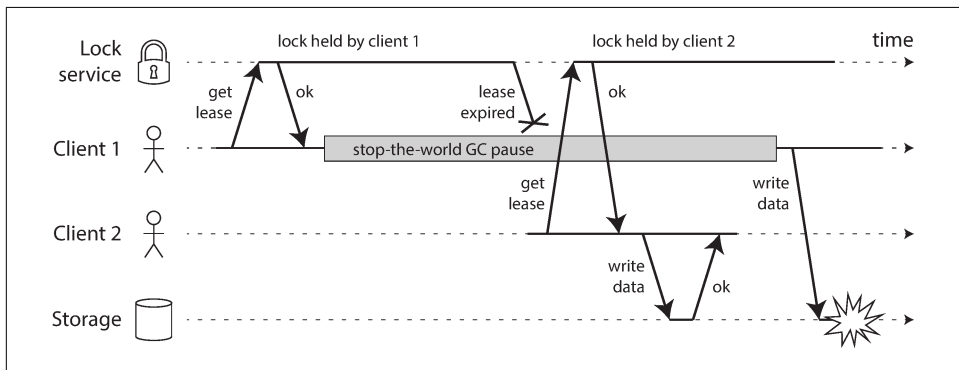 lock held by client 1
lock held by client 2
time
Lock
service
get
lease
ok
lease
expired
ok
Client 1
stop-the-world GC pause
get
lease
write
data
Client 2
write
data
ok
Storage